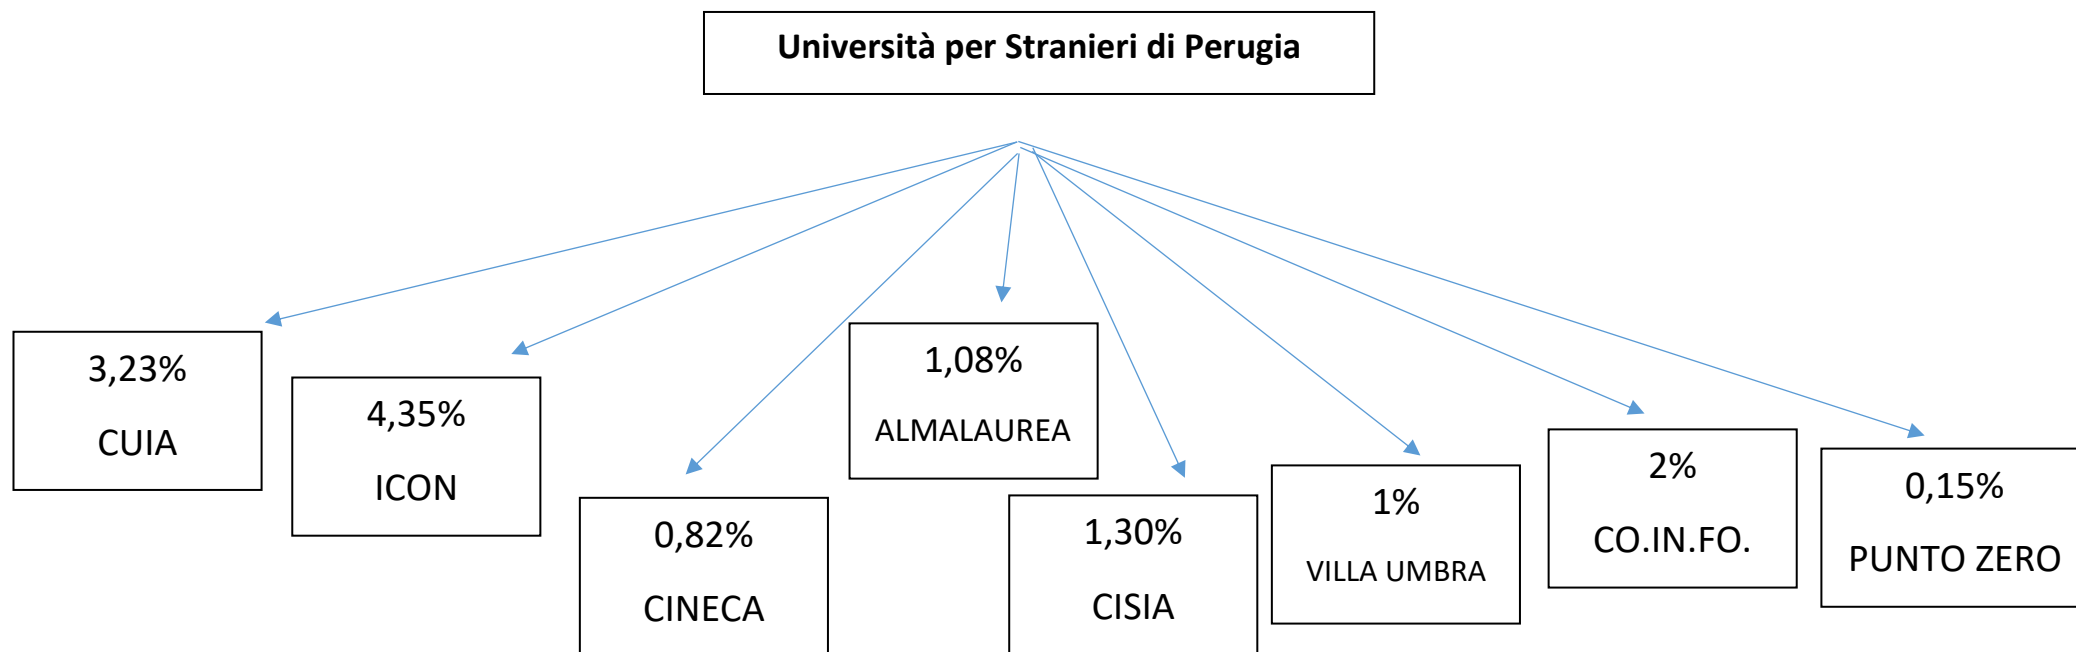 Università per Stranieri di Perugia
3,23%
CUIA
4,35%
ICON
0,82%
CINECA
1,08%
ALMALAUREA
1,30%
CISIA
1%
VILLA UMBRA
2%
CO.IN.FO.
0,15%
PUNTO ZERO